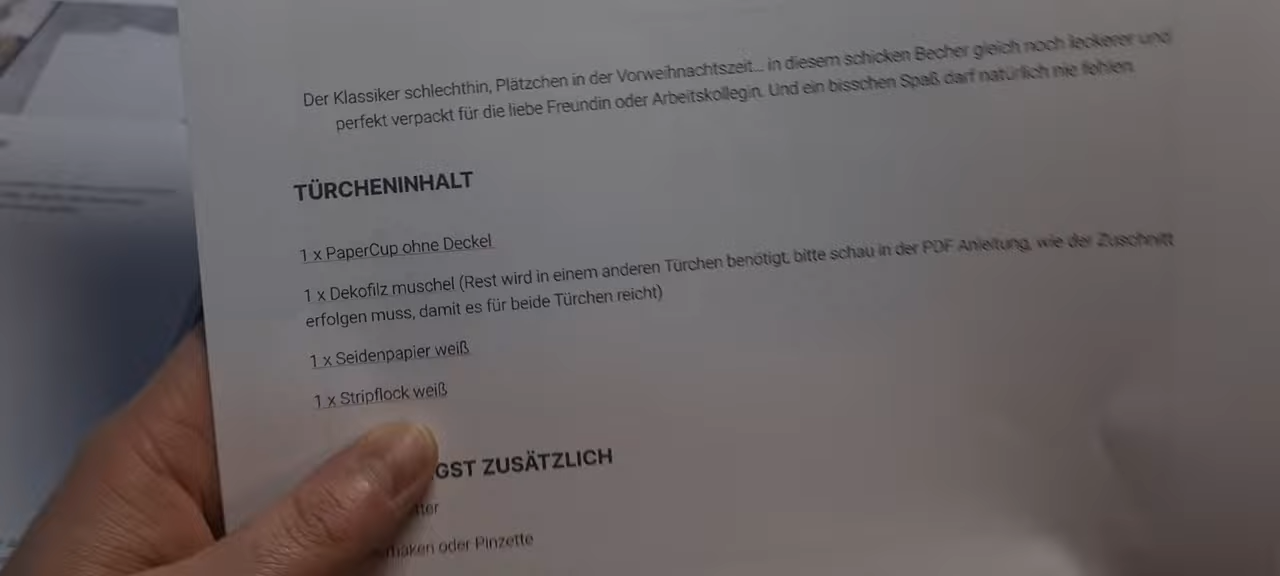 Der Klassiker schlechthin, Plätzchen in der Vorweihnachtszeit... in diesem schicken Becher gleich noch leckerer und
perfekt verpackt für die liebe Freundin oder Arbeitskollegin. Und ein bisschen Spaß darf natürlich nie fehlen.
TÜRCHENINHALT
1 x PaperCup ohne Deckel
1 x Dekofilz muschel (Rest wird in einem anderen Türchen benötigt, bitte schau in der PDF Anleitung, wie der Zuschnitt
erfolgen muss, damit es für beide Türchen reicht)
1 x Seidenpapier weiß
1 x Stripflock weiß
GST ZUSÄTZLICH
tter
haken oder Pinzette